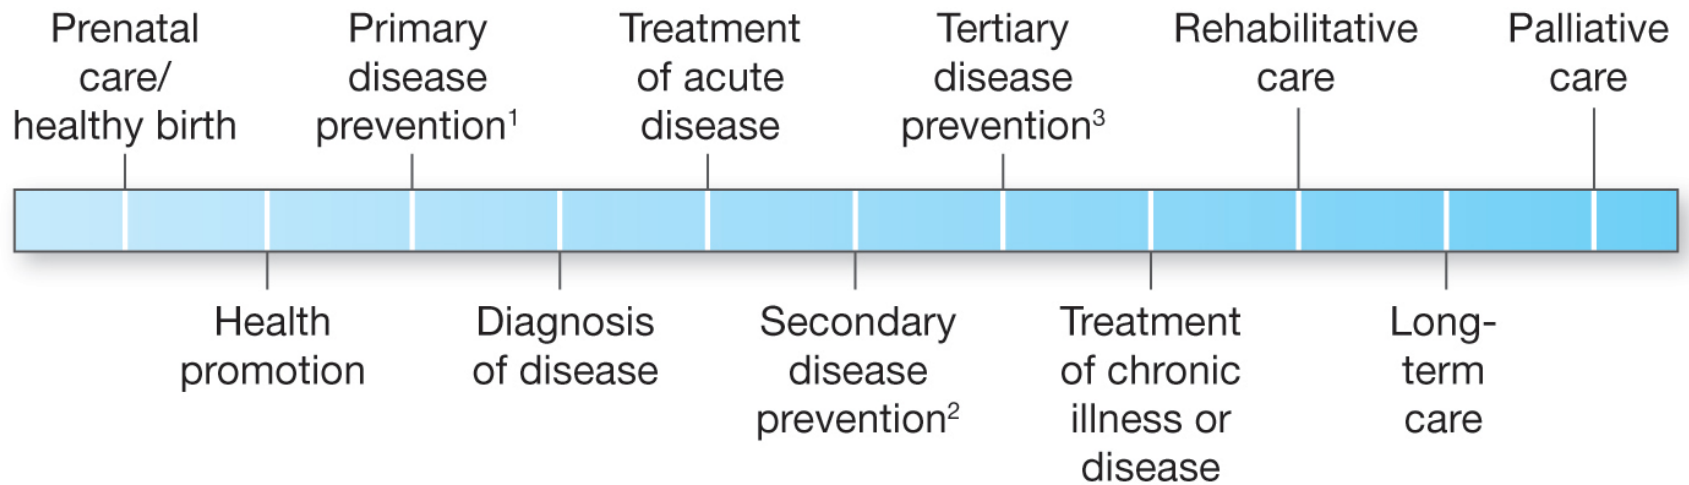 Prenatal
care/
healthy birth
Primary
disease
prevention¹
Treatment
of acute
disease
Tertiary
disease
prevention³
Rehabilitative
care
Palliative
care
Health
promotion
Diagnosis
of disease
Secondary
disease
prevention²
Treatment
of chronic
illness or
disease
Long-
term
care